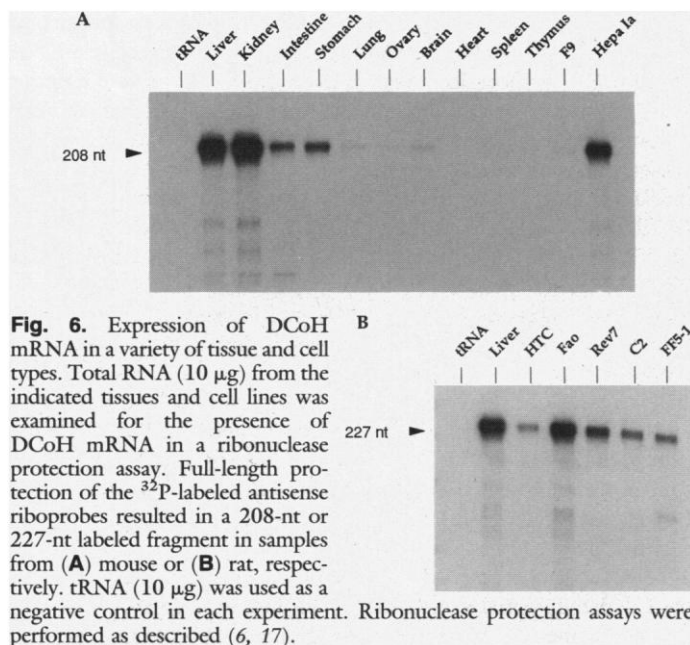 A
tRNA
Liver
Kidney
Intestine
Stomach
Lung
Ovary
Brain
Heart
Spleen
Thymus
F9
Hepa Ia
208 nt
B
tRNA
Liver
HTC
Fao
Rev7
C2
FF5-1
227 nt
Fig. 6. Expression of DCoH
mRNA in a variety of tissue and cell
types. Total RNA (10 μg) from the
indicated tissues and cell lines was
examined for the presence of
DCoH mRNA in a ribonuclease
protection assay. Full-length pro-
tection of the ³²P-labeled antisense
riboprobes resulted in a 208-nt or
227-nt labeled fragment in samples
from (A) mouse or (B) rat, respec-
tively. tRNA (10 μg) was used as a
negative control in each experiment. Ribonuclease protection assays were
performed as described (6, 17).